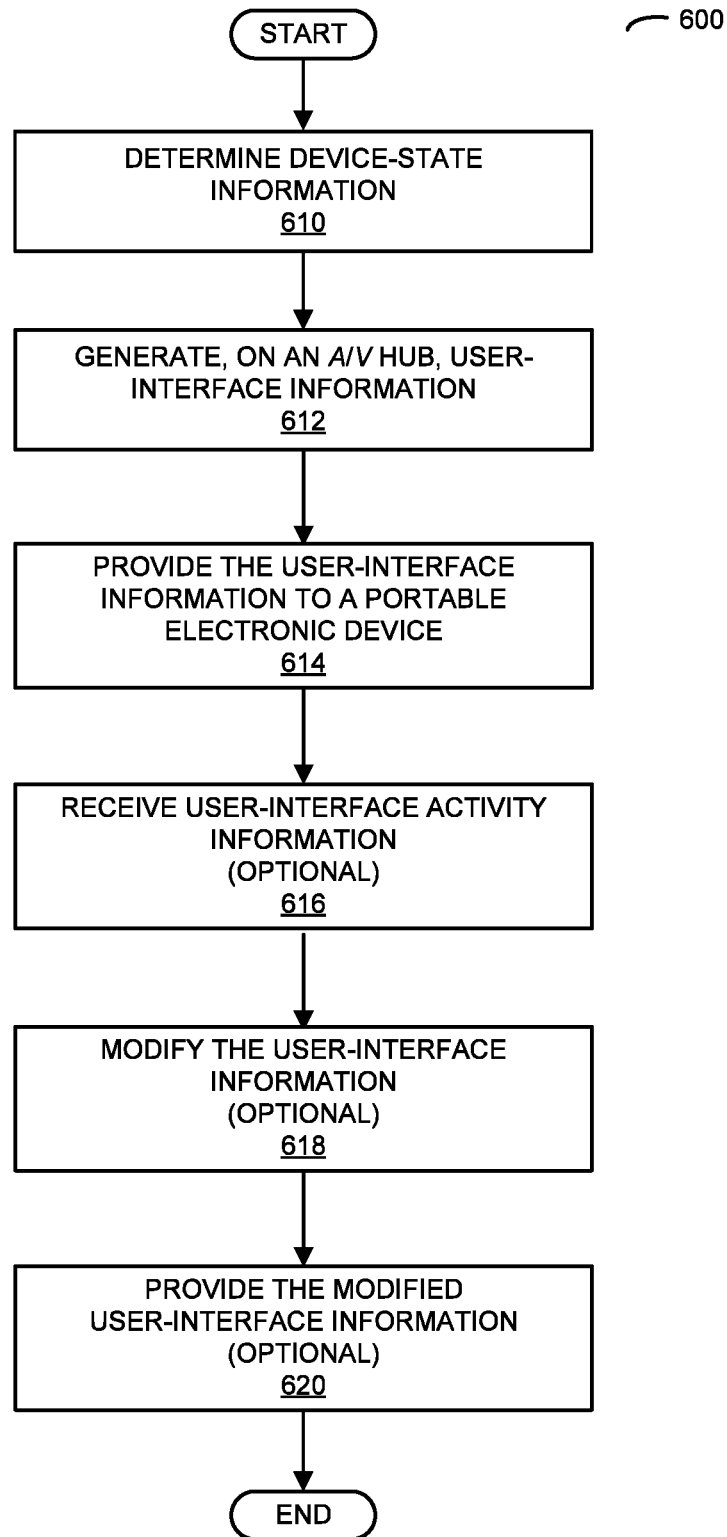 START
600
DETERMINE DEVICE-STATE
INFORMATION
610
GENERATE, ON AN A/V HUB, USER-
INTERFACE INFORMATION
612
PROVIDE THE USER-INTERFACE
INFORMATION TO A PORTABLE
ELECTRONIC DEVICE
614
RECEIVE USER-INTERFACE ACTIVITY
INFORMATION
(OPTIONAL)
616
MODIFY THE USER-INTERFACE
INFORMATION
(OPTIONAL)
618
PROVIDE THE MODIFIED
USER-INTERFACE INFORMATION
(OPTIONAL)
620
END